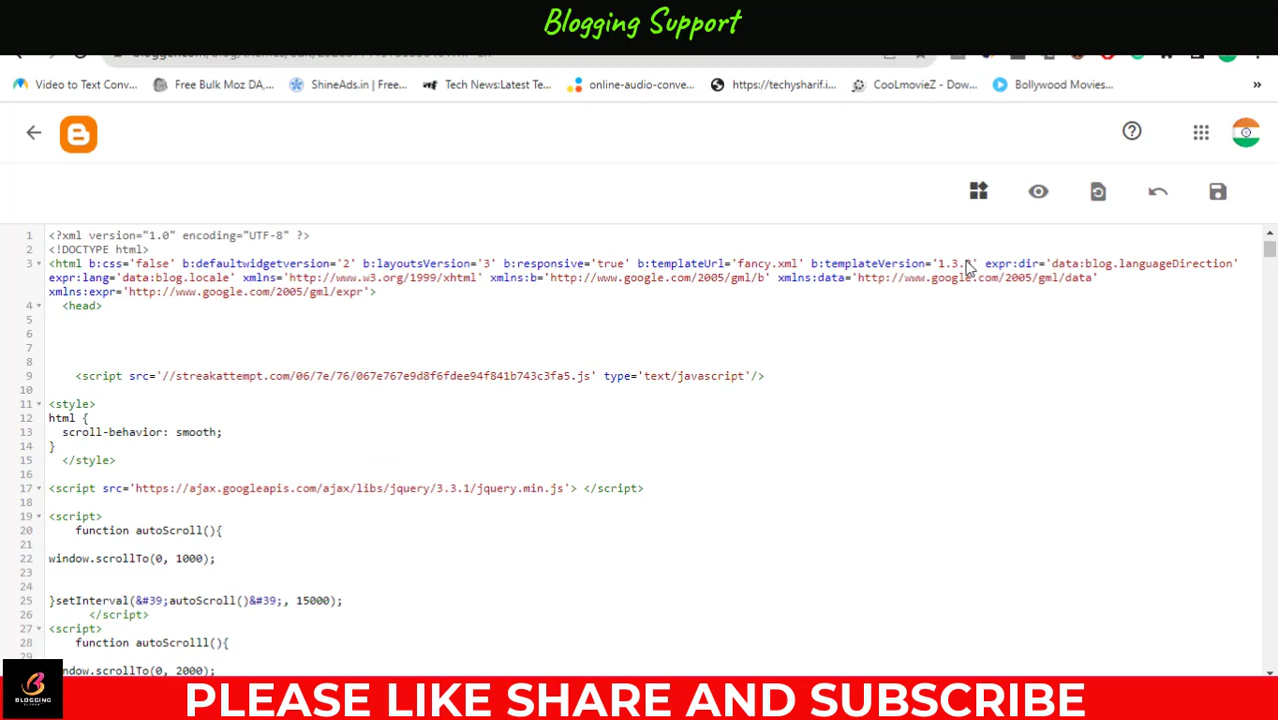 Blogging Support
Video to Text Conv...
Free Bulk Moz DA,...
ShineAds.in | Free...
Tech News:Latest Te...
online-audio-conve...
https://techysharif.i...
CoolmovieZ - Dow...
Bollywood Movies...
»
1 <?xml version="1.0" encoding="UTF-8" ?>
2 <!DOCTYPE html>
3 <html b:css='false' b:defaultwidgetversion='2' b:layoutsVersion='3' b:responsive='true' b:templateUrl='fancy.xml' b:templateVersion='1.3. expr:dir='data:blog.languageDirection'
expr:lang='data:blog.locale' xmlns='http://www.w3.org/1999/xhtml' xmlns:b='http://www.google.com/2005/gml/b' xmlns:data='http://www.google.com/2005/gml/data'
xmlns:expr='http://www.google.com/2005/gml/expr'>
4 <head>
5
6
7
8
9 <script src='//streakattempt.com/06/7e/76/067e767e9d8f6fdee94f841b743c3fa5.js' type='text/javascript'/>
10
11 <style>
12 html {
13 scroll-behavior: smooth;
14 }
15 </style>
16
17 <script src='https://ajax.googleapis.com/ajax/libs/jquery/3.3.1/jquery.min.js'> </script>
18
19 <script>
20 function autoScroll(){
21
22 window.scrollTo(0, 1000);
23
24
25 }setInterval(&#39;autoScroll()&#39;, 15000);
26 </script>
27 <script>
28 function autoScrolll(){
29
ndow.scrollTo(0, 2000);
BLOGGING
PLEASE LIKE SHARE AND SUBSCRIBE